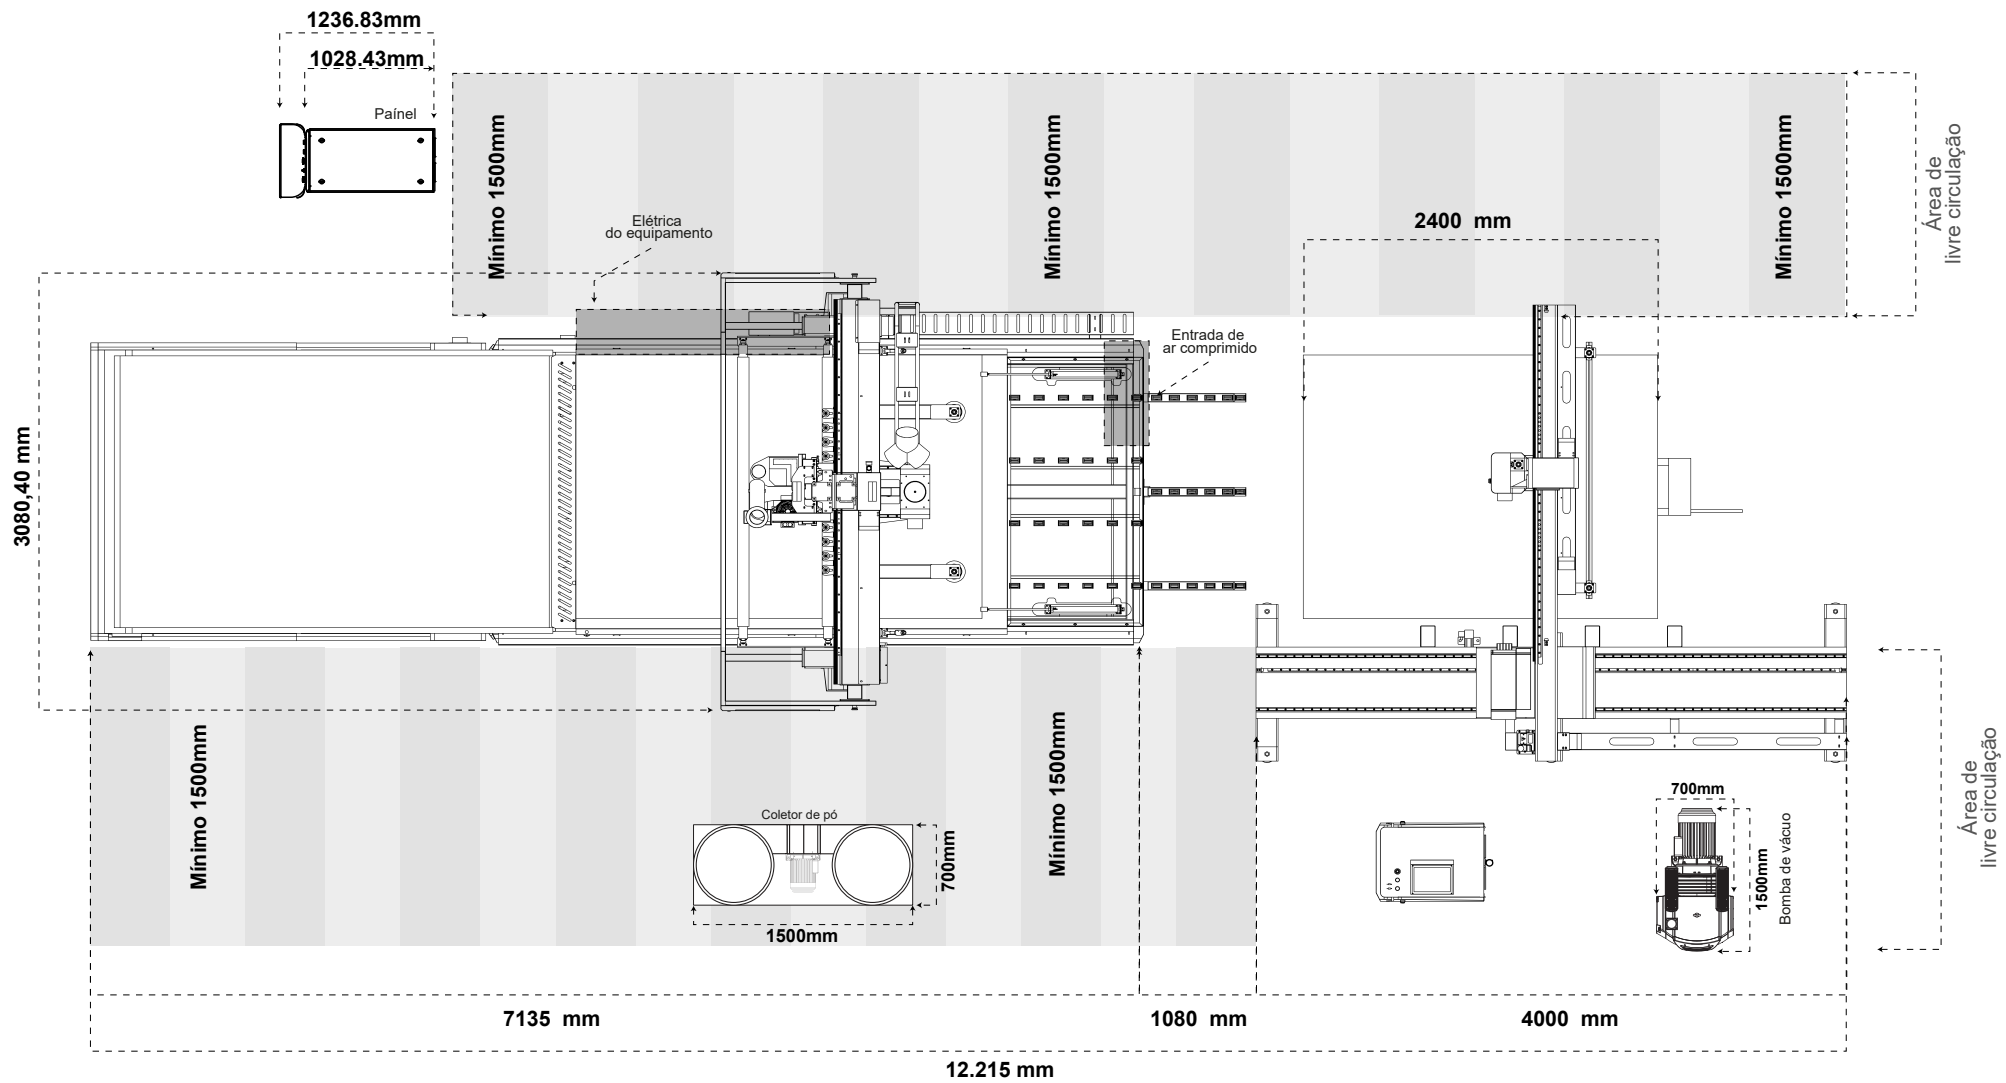 1236.83mm
1028.43mm
Paínel
Mínimo 1500mm
Mínimo 1500mm
Mínimo 1500mm
Área de
livre circulação
2400 mm
Elétrica
do equipamento
Entrada de
ar comprimido
3080,40 mm
Mínimo 1500mm
Mínimo 1500mm
Coletor de pó
700mm
1500mm
700mm
1500mm
Bomba de vácuo
Área de
livre circulação
7135 mm
1080 mm
4000 mm
12.215 mm